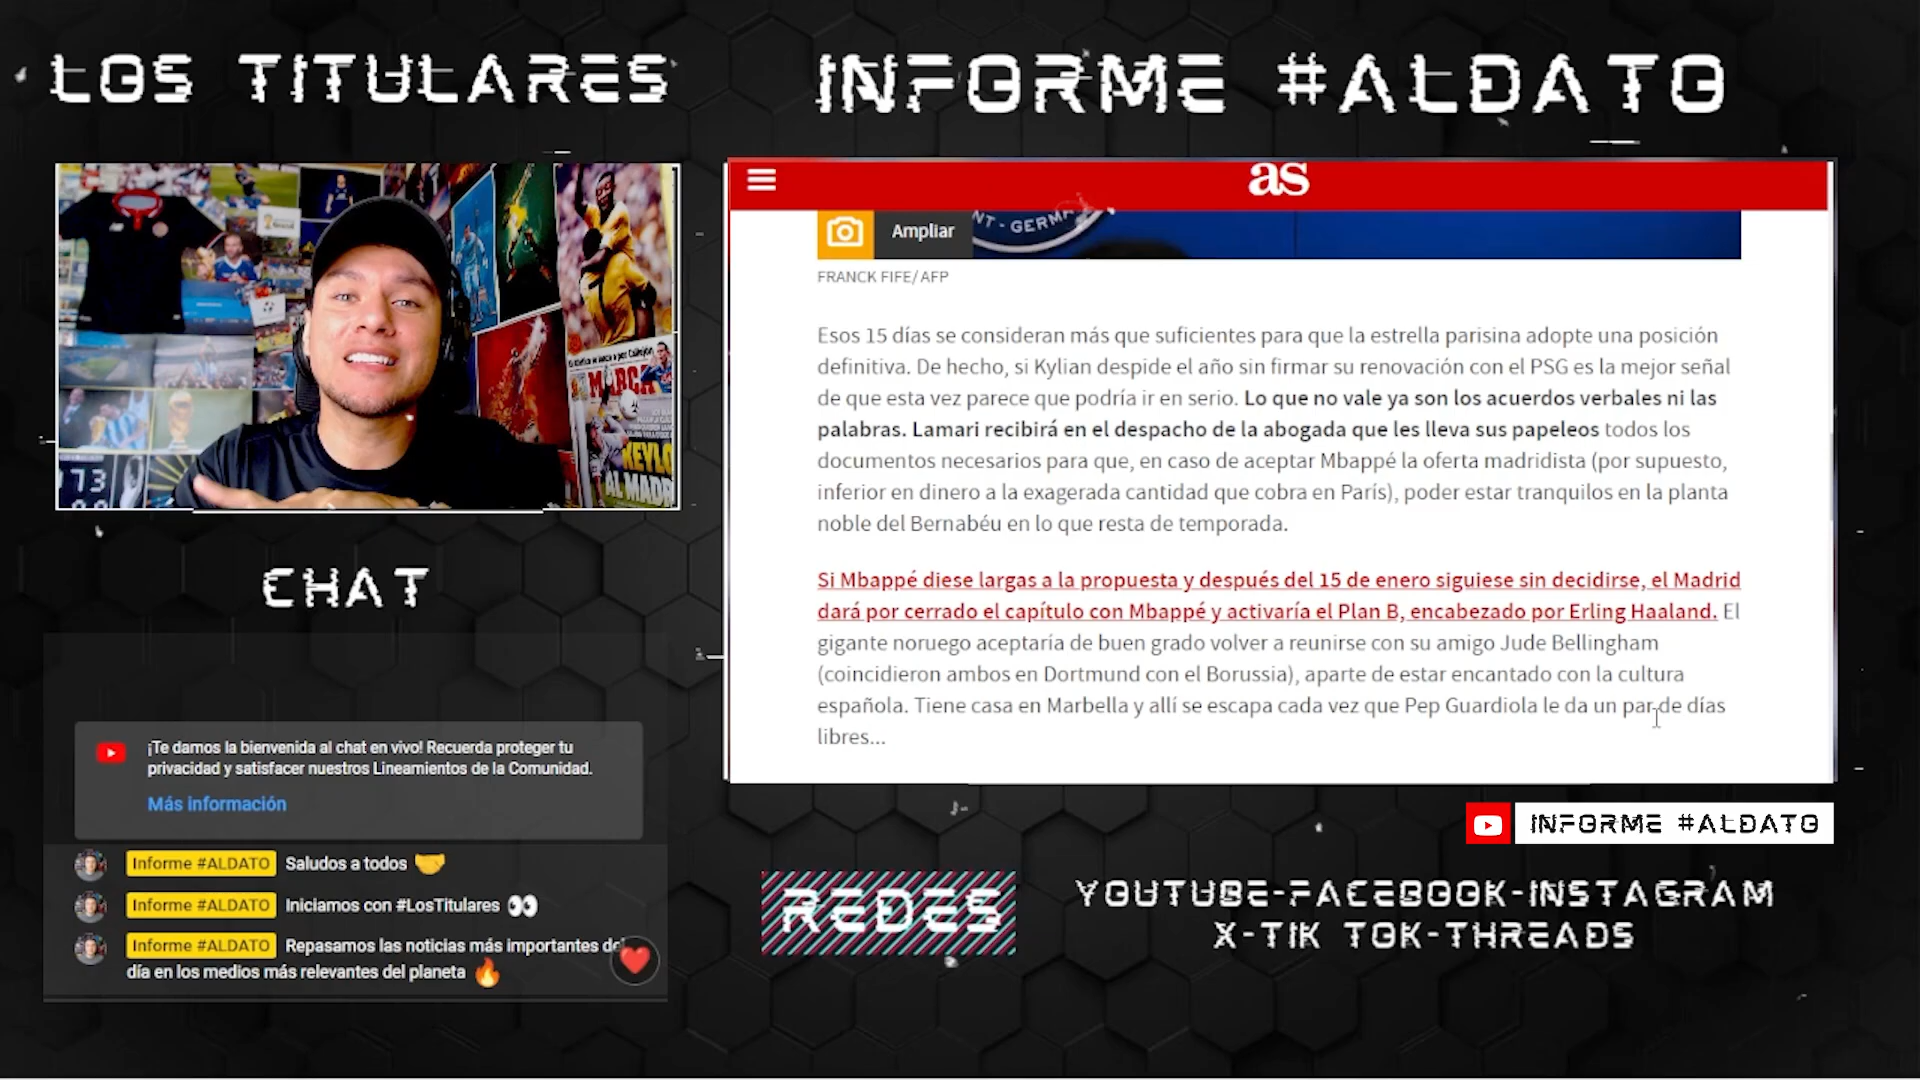 LOS TITULARES
INFORME #ALDATO
as
NT - GERMA
Ampliar
FRANCK FIFE/ AFP
Esos 15 días se consideran más que suficientes para que la estrella parisina adopte una posición
definitiva. De hecho, si Kylian despide el año sin firmar su renovación con el PSG es la mejor señal
de que esta vez parece que podría ir en serio. Lo que no vale ya son los acuerdos verbales ni las
palabras. Lamari recibirá en el despacho de la abogada que les lleva sus papeleos todos los
documentos necesarios para que, en caso de aceptar Mbappé la oferta madridista (por supuesto,
inferior en dinero a la exagerada cantidad que cobra en París), poder estar tranquilos en la planta
noble del Bernabéu en lo que resta de temporada.
Si Mbappé diese largas a la propuesta y después del 15 de enero siguiese sin decidirse, el Madrid
dará por cerrado el capítulo con Mbappé y activaría el Plan B, encabezado por Erling Haaland. El
gigante noruego aceptaría de buen grado volver a reunirse con su amigo Jude Bellingham
(coincidieron ambos en Dortmund con el Borussia), aparte de estar encantado con la cultura
española. Tiene casa en Marbella y allí se escapa cada vez que Pep Guardiola le da un par de días
libres...
MARCA
KEYLO
AL MADR
173
CHAT
¡Te damos la bienvenida al chat en vivo! Recuerda proteger tu
privacidad y satisfacer nuestros Lineamientos de la Comunidad.
Más información
Informe #ALDATO Saludos a todos 🤝
Informe #ALDATO Iniciamos con #LosTitulares 👀
Informe #ALDATO Repasamos las noticias más importantes del
día en los medios más relevantes del planeta 🔥
INFORME #ALDATO
REDES
YOUTUBE-FACEBOOK-INSTAGRAM
X-TIK TOK-THREADS